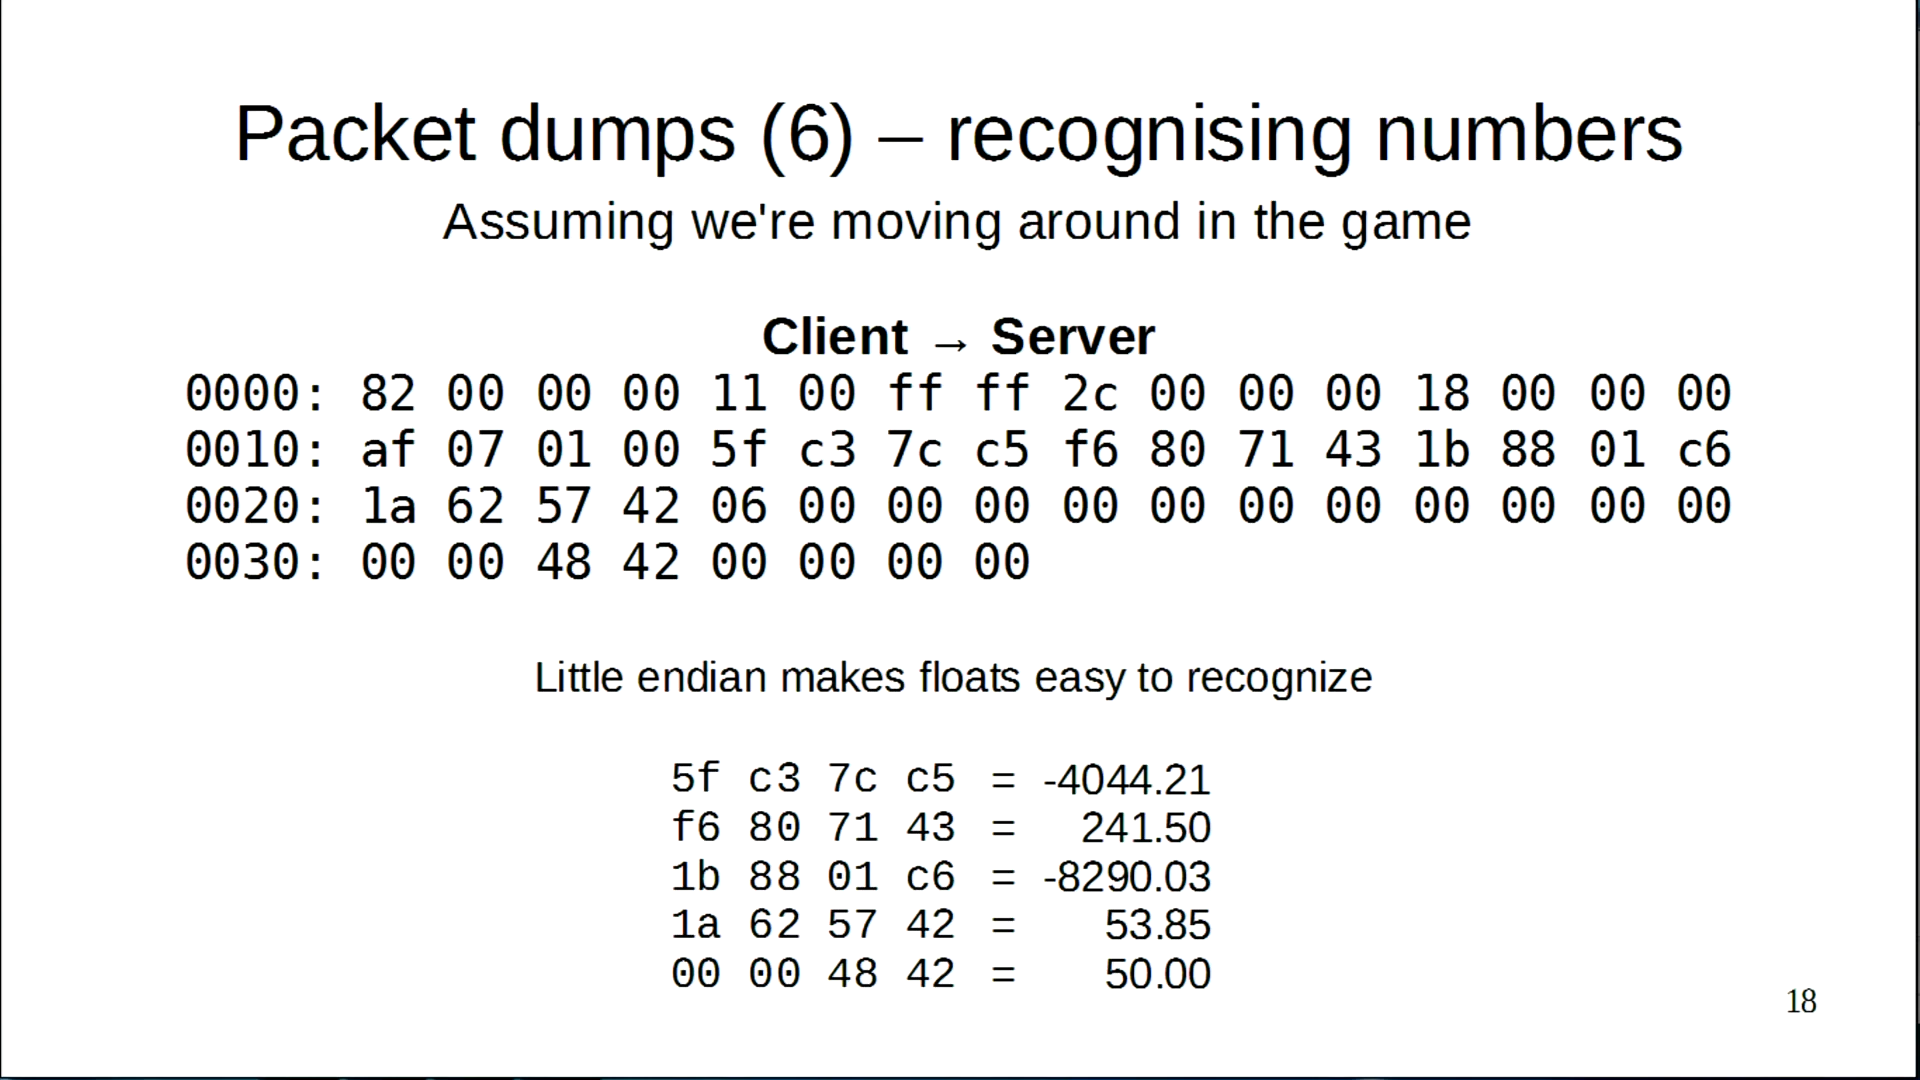 Packet dumps (6) – recognising numbers
Assuming we're moving around in the game
Client → Server
0000: 82 00 00 00 11 00 ff ff 2c 00 00 00 18 00 00 00
0010: af 07 01 00 5f c3 7c c5 f6 80 71 43 1b 88 01 c6
0020: 1a 62 57 42 06 00 00 00 00 00 00 00 00 00 00 00
0030: 00 00 48 42 00 00 00 00
Little endian makes floats easy to recognize
5f c3 7c c5 = -4044.21
f6 80 71 43 = 241.50
1b 88 01 c6 = -8290.03
1a 62 57 42 = 53.85
00 00 48 42 = 50.00
18